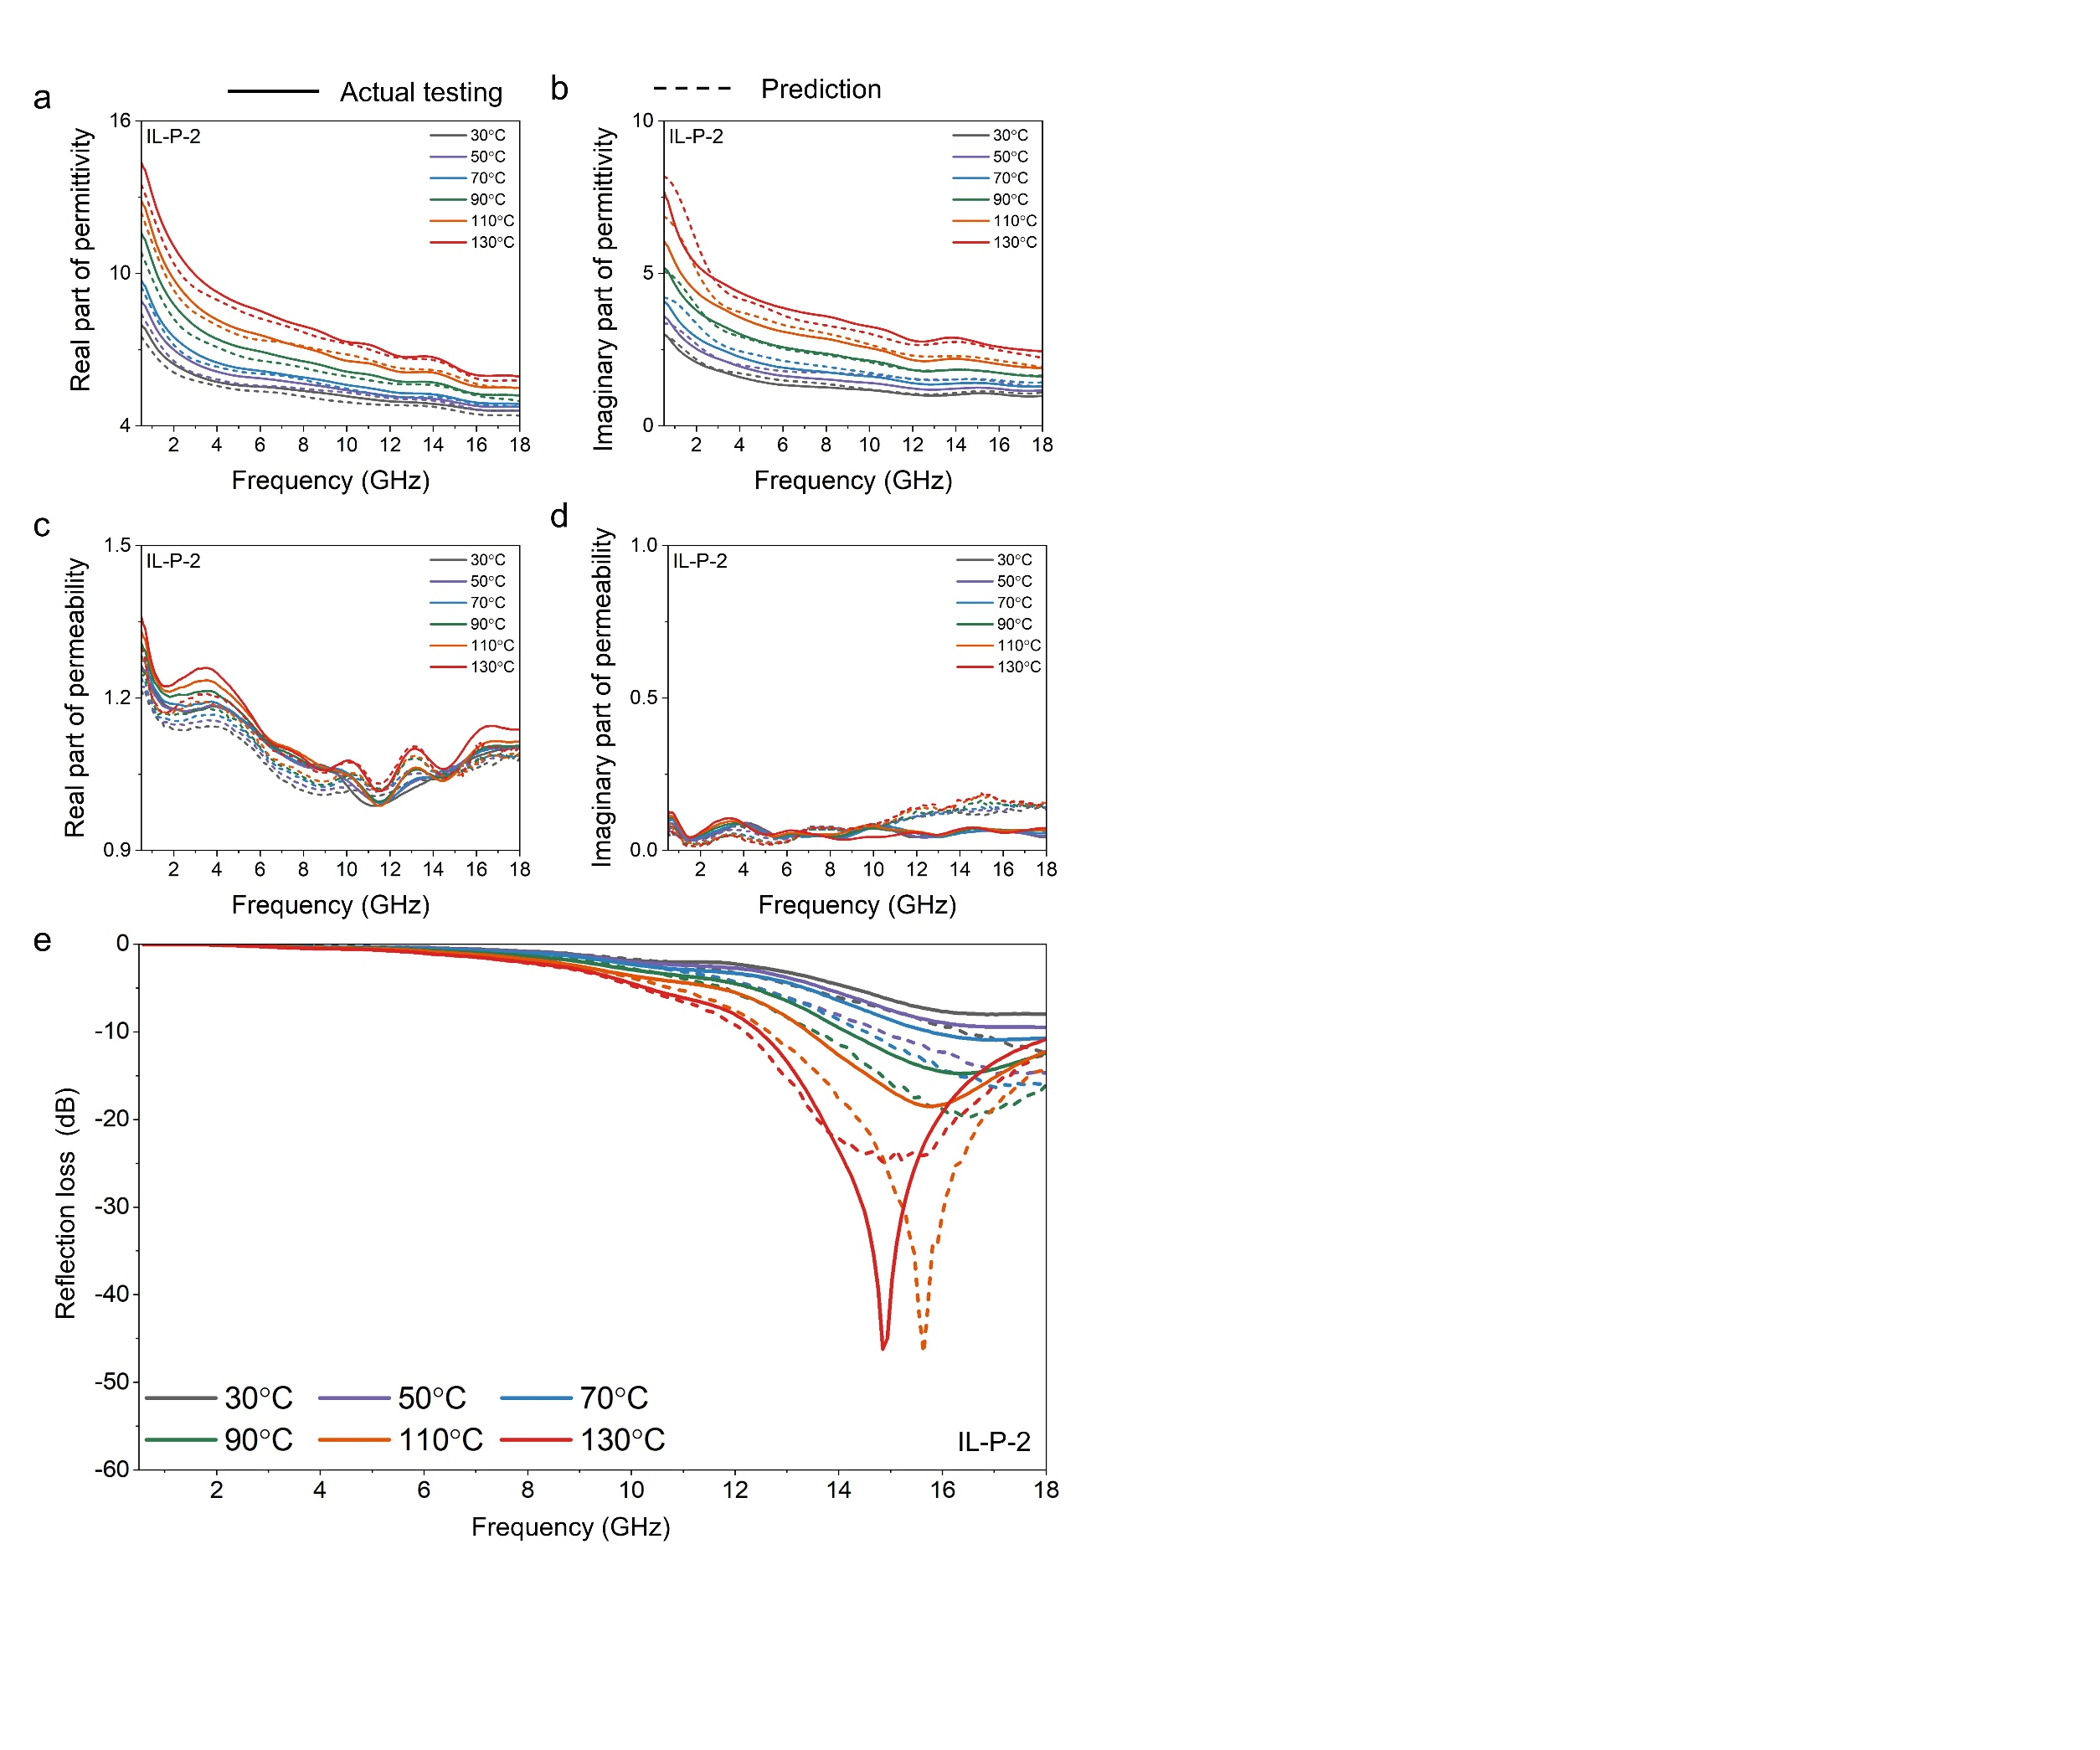 a
Actual testing
b
Prediction
Real part of permittivity
16
10
4
IL-P-2
30°C
50°C
70°C
90°C
110°C
130°C
2 4 6 8 10 12 14 16 18
Frequency (GHz)
Imaginary part of permittivity
10
5
0
IL-P-2
30°C
50°C
70°C
90°C
110°C
130°C
2 4 6 8 10 12 14 16 18
Frequency (GHz)
c
Real part of permeability
1.5
1.2
0.9
IL-P-2
30°C
50°C
70°C
90°C
110°C
130°C
2 4 6 8 10 12 14 16 18
Frequency (GHz)
d
Imaginary part of permeability
1.0
0.5
0.0
IL-P-2
30°C
50°C
70°C
90°C
110°C
130°C
2 4 6 8 10 12 14 16 18
Frequency (GHz)
e
Reflection loss (dB)
0
-10
-20
-30
-40
-50
-60
30°C 50°C 70°C
90°C 110°C 130°C
IL-P-2
2 4 6 8 10 12 14 16 18
Frequency (GHz)